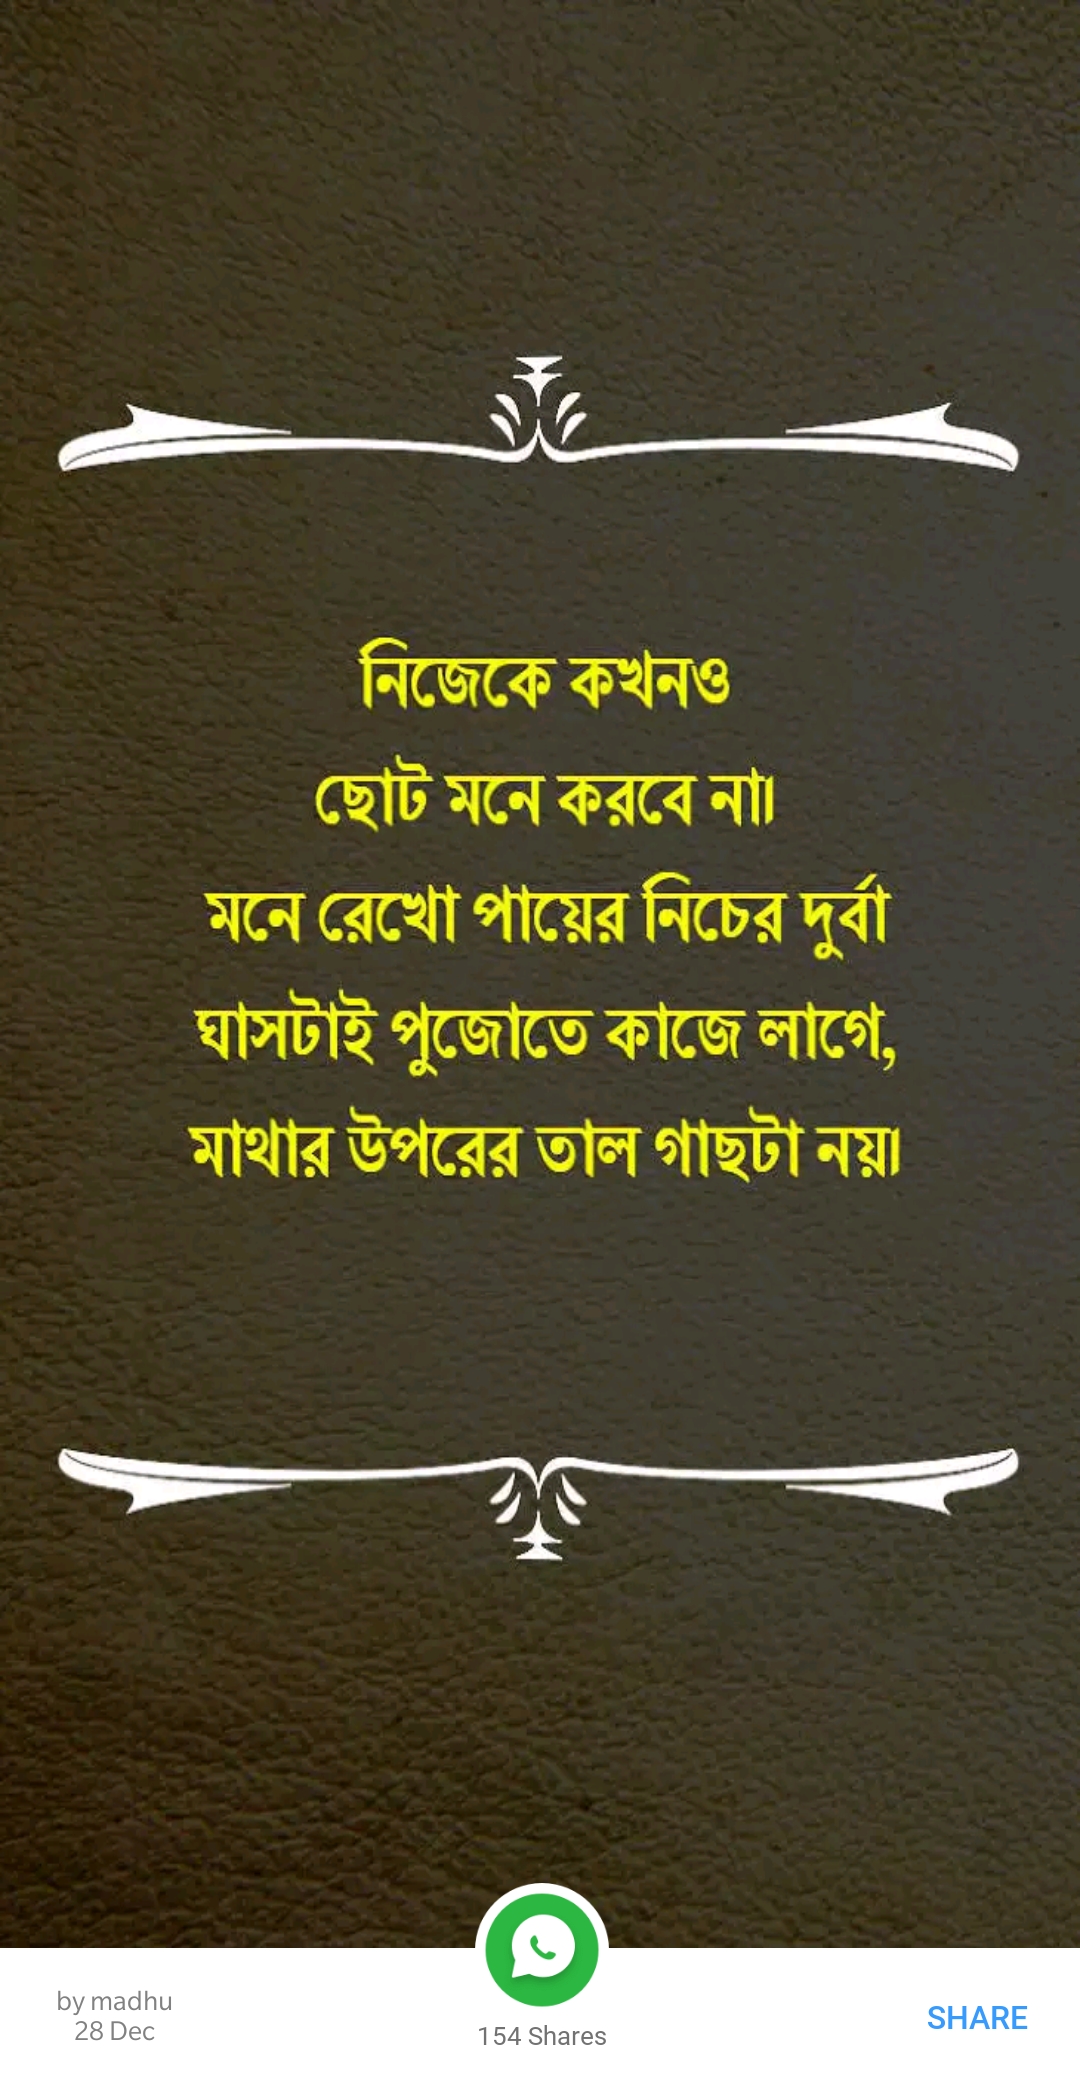 নিজেকে কখনও
ছোট মনে করবে না।
মনে রেখো পায়ের নিচের দুর্বা
ঘাসটাই পুজোতে কাজে লাগে,
মাথার উপরের তাল গাছটা নয়।
by madhu
28 Dec
154 Shares
SHARE